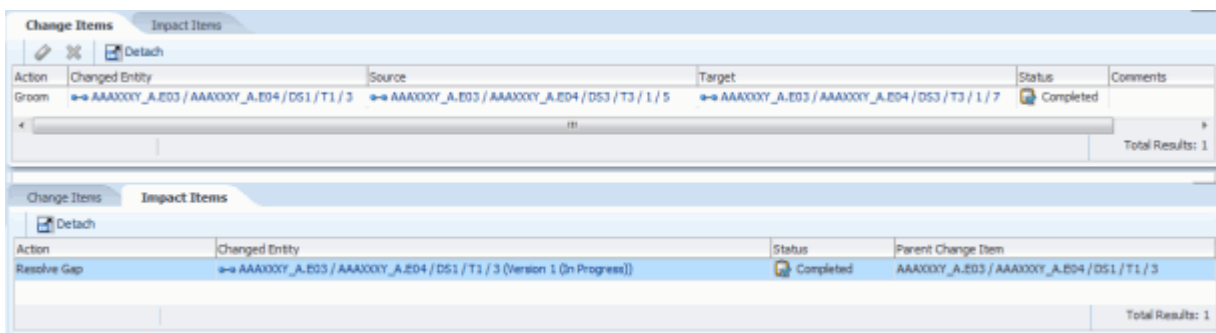 Change Items Impact Items
Detach
Action Changed Entity Source Target Status Comments
Groom AAAXXXY_A.E03 / AAAXXXY_A.E04 / DS1 / T1 / 3 AAAXXXY_A.E03 / AAAXXXY_A.E04 / DS3 / T3 / 1 / 5 AAAXXXY_A.E03 / AAAXXXY_A.E04 / DS3 / T3 / 1 / 7 Completed
Total Results: 1
Change Items Impact Items
Detach
Action Changed Entity Status Parent Change Item
Resolve Gap AAAXXXY_A.E03 / AAAXXXY_A.E04 / DS1 / T1 / 3 (Version 1 (In Progress)) Completed AAAXXXY_A.E03 / AAAXXXY_A.E04 / DS1 / T1 / 3
Total Results: 1